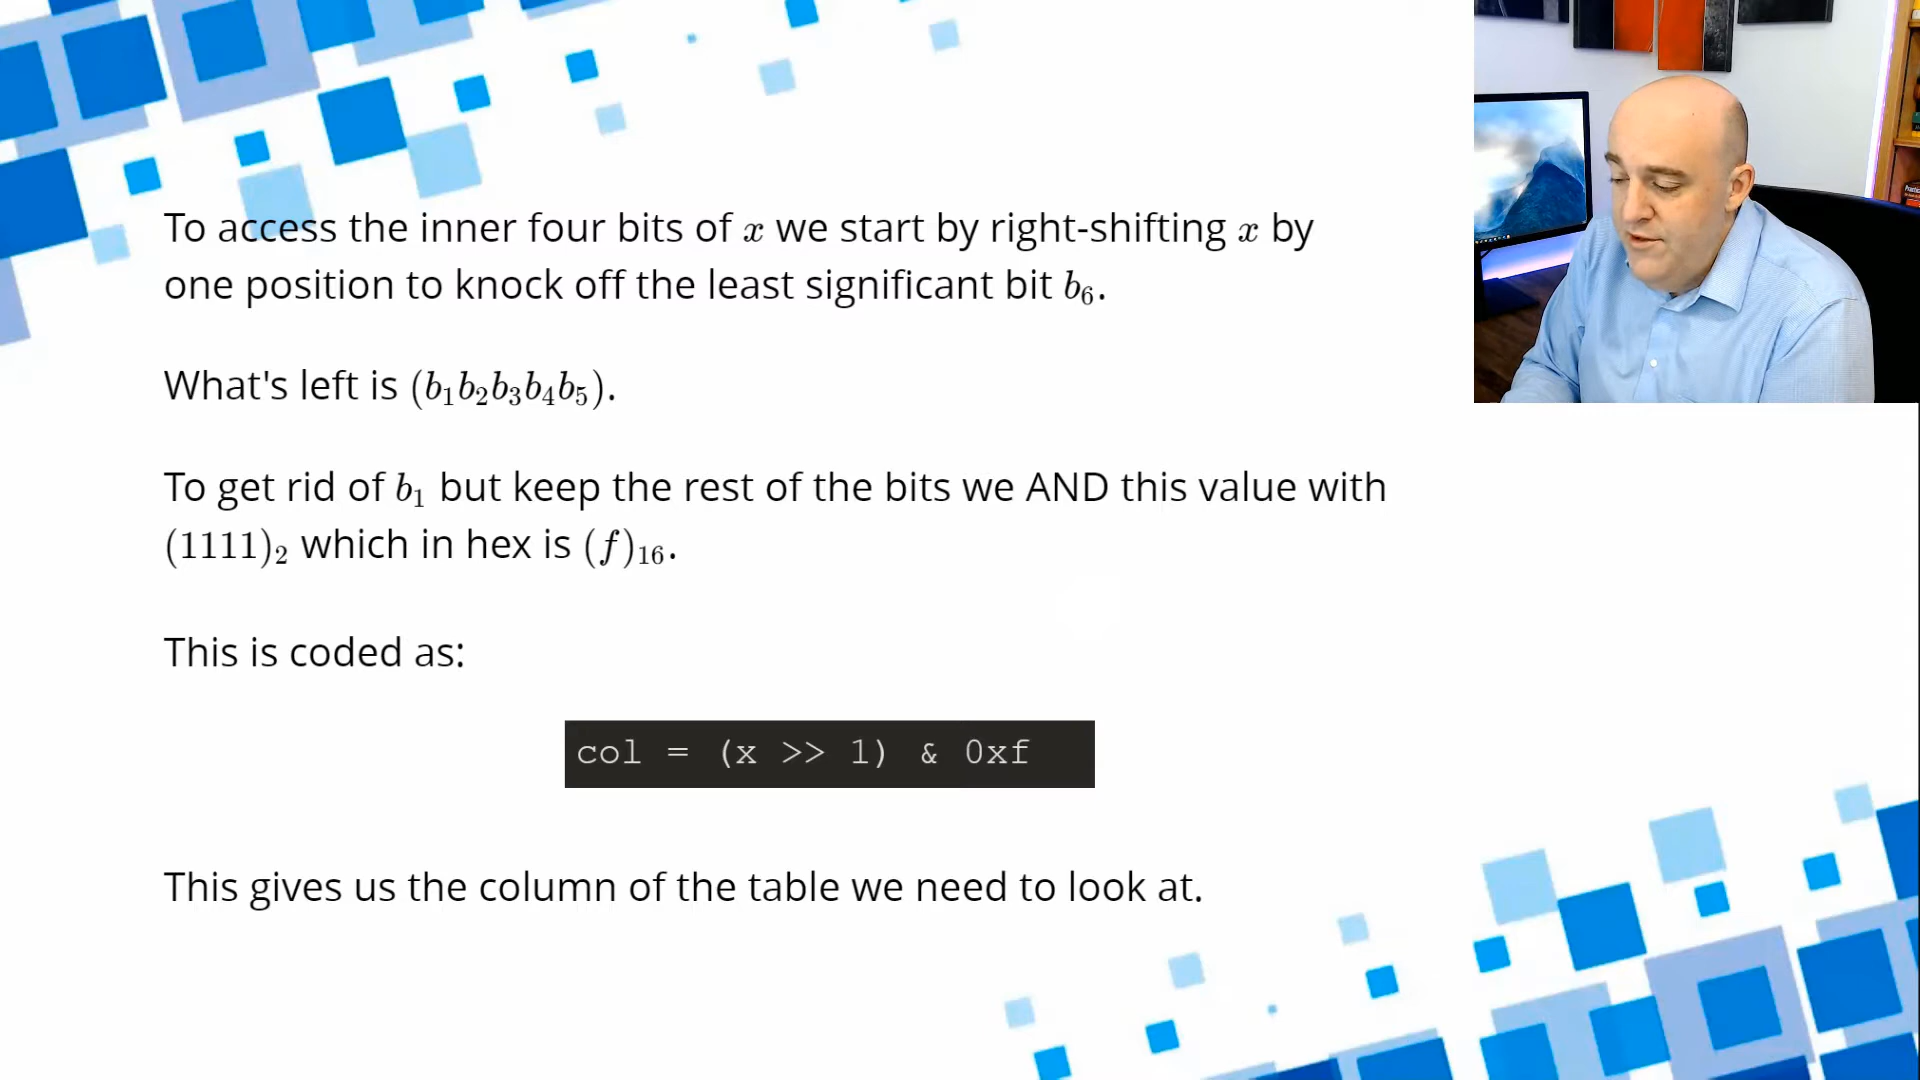 To access the inner four bits of x we start by right-shifting x by
one position to knock off the least significant bit b₆.
What's left is (b₁b₂b₃b₄b₅).
To get rid of b₁ but keep the rest of the bits we AND this value with
(1111)₂ which in hex is (f)₁₆.
This is coded as:
col = (x >> 1) & 0xf
This gives us the column of the table we need to look at.